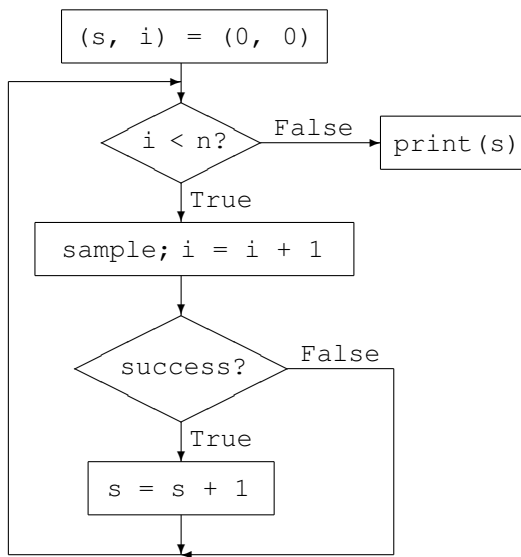 (s, i) = (0, 0)
i < n?
False
print(s)
True
sample; i = i + 1
success?
False
True
s = s + 1